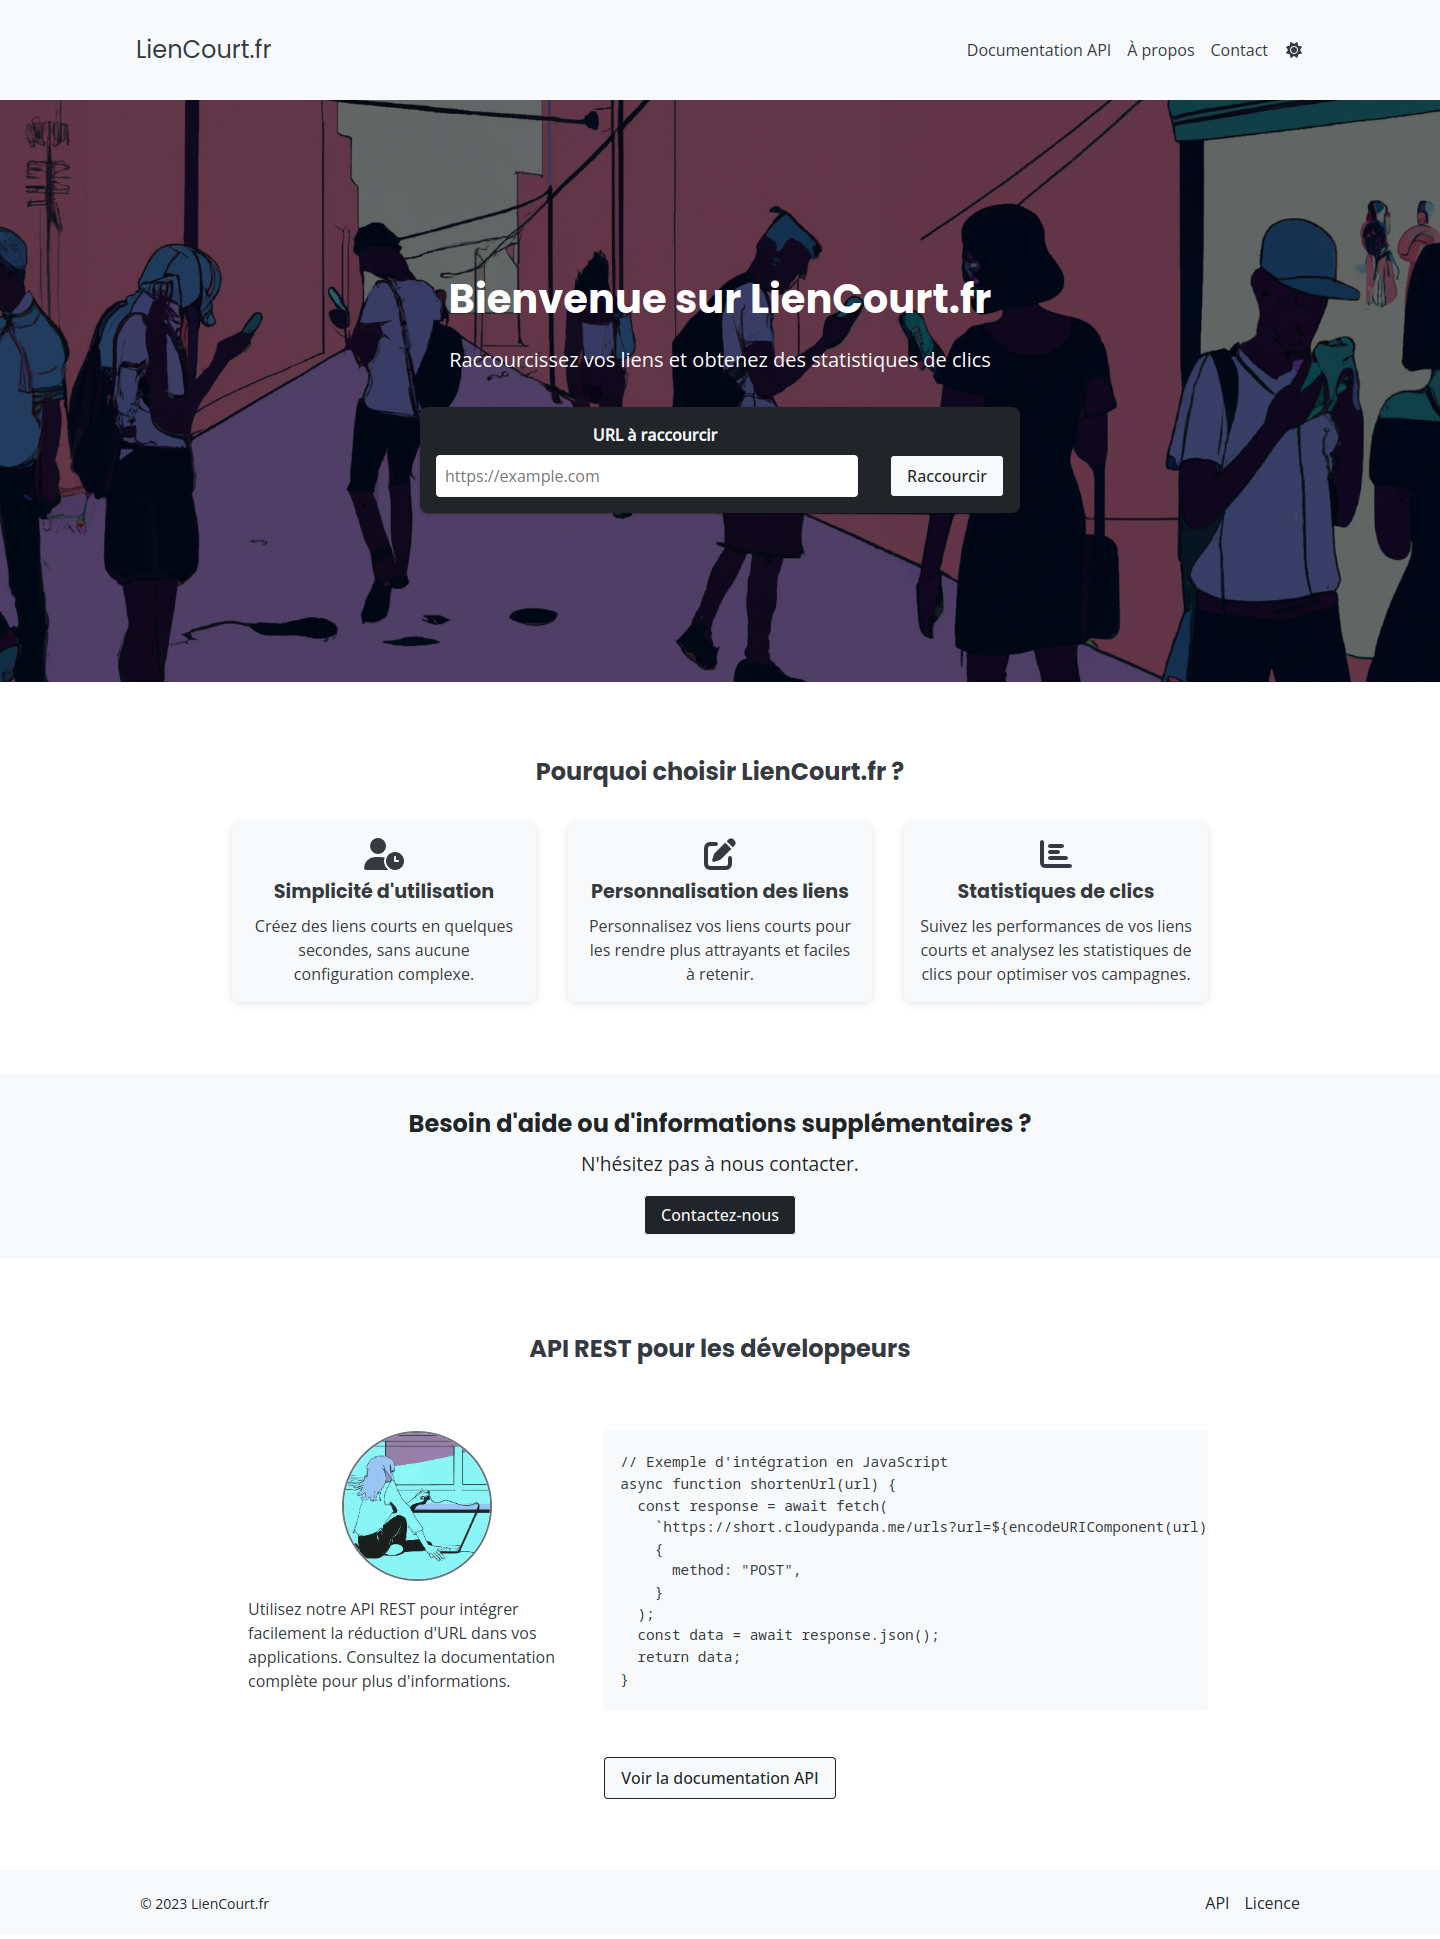 LienCourt.fr
Documentation API À propos Contact
Bienvenue sur LienCourt.fr
Raccourcissez vos liens et obtenez des statistiques de clics
URL à raccourcir
https://example.com
Raccourcir
Pourquoi choisir LienCourt.fr ?
Simplicité d'utilisation
Créez des liens courts en quelques
secondes, sans aucune
configuration complexe.
Personnalisation des liens
Personnalisez vos liens courts pour
les rendre plus attrayants et faciles
à retenir.
Statistiques de clics
Suivez les performances de vos liens
courts et analysez les statistiques de
clics pour optimiser vos campagnes.
Besoin d'aide ou d'informations supplémentaires ?
N'hésitez pas à nous contacter.
Contactez-nous
API REST pour les développeurs
Utilisez notre API REST pour intégrer
facilement la réduction d'URL dans vos
applications. Consultez la documentation
complète pour plus d'informations.
// Exemple d'intégration en JavaScript
async function shortenUrl(url) {
  const response = await fetch(
    `https://short.cloudypanda.me/urls?url=${encodeURIComponent(url)
    {
      method: "POST",
    }
  );
  const data = await response.json();
  return data;
}
Voir la documentation API
© 2023 LienCourt.fr
API Licence